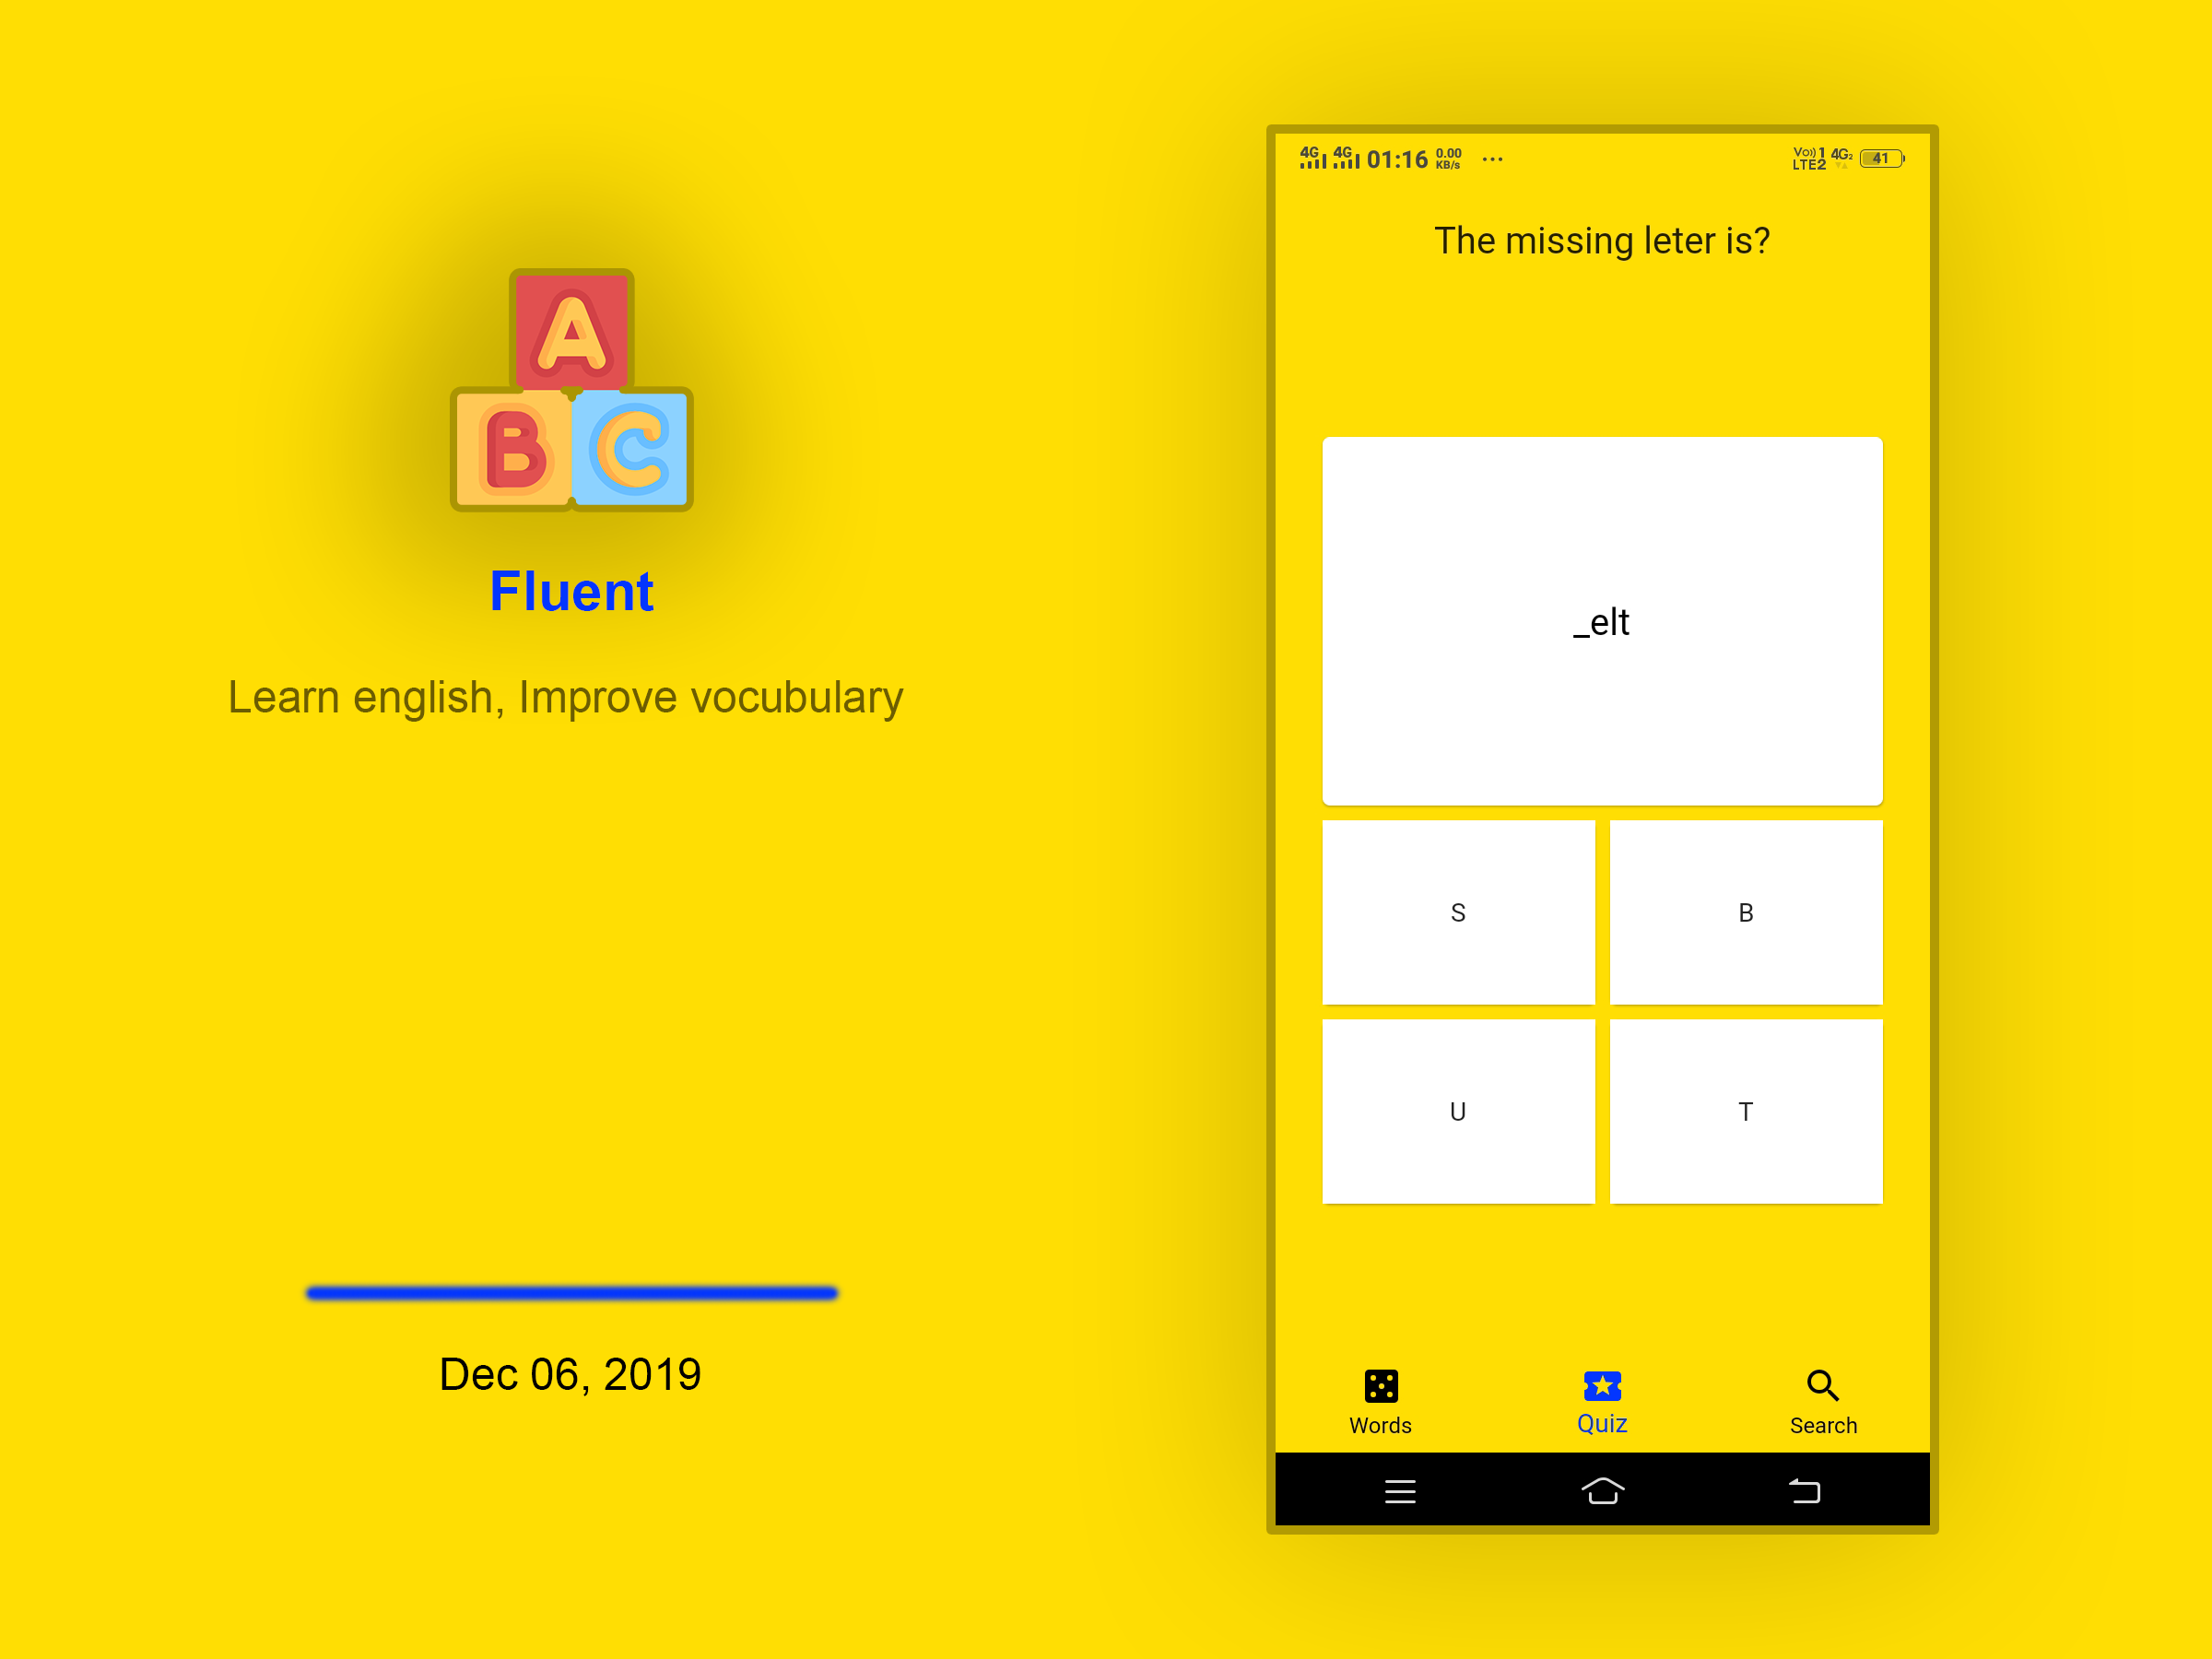 A
B C
Fluent
Learn english, Improve vocubulary
Dec 06, 2019
4G 4G 01:16 0.00 KB/s ... Vo)) 1 LTE2 4G2 41
The missing leter is?
_elt
S B
U T
Words Quiz Search